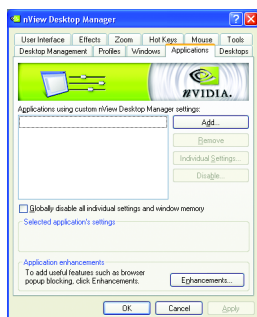 nView Desktop Manager
User Interface Effects Zoom Hot Keys Mouse Tools
Desktop Management Profiles Windows Applications Desktops
nVIDIA.
Applications using custom nView Desktop Manager settings:
Add...
Remove
Individual Settings...
Disable...
Globally disable all individual settings and window memory
Selected application's settings
Application enhancements
To add useful features such as browser
popup blocking, click Enhancements.
Enhancements...
OK Cancel Apply